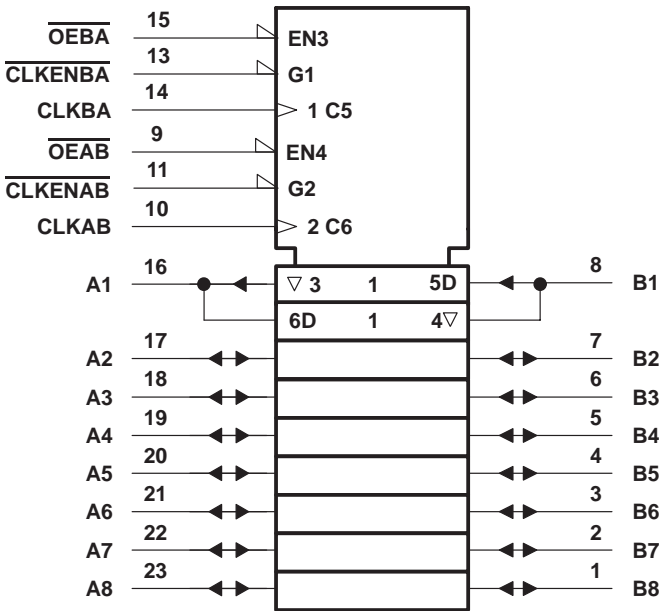 15
OEBA EN3
13
CLKENBA G1
14
CLKBA 1 C5
9
OEAB EN4
11
CLKENAB G2
10
CLKAB 2 C6
16 8
A1 ▽ 3 1 5D B1
6D 1 4▽
17 7
A2 B2
18 6
A3 B3
19 5
A4 B4
20 4
A5 B5
21 3
A6 B6
22 2
A7 B7
23 1
A8 B8